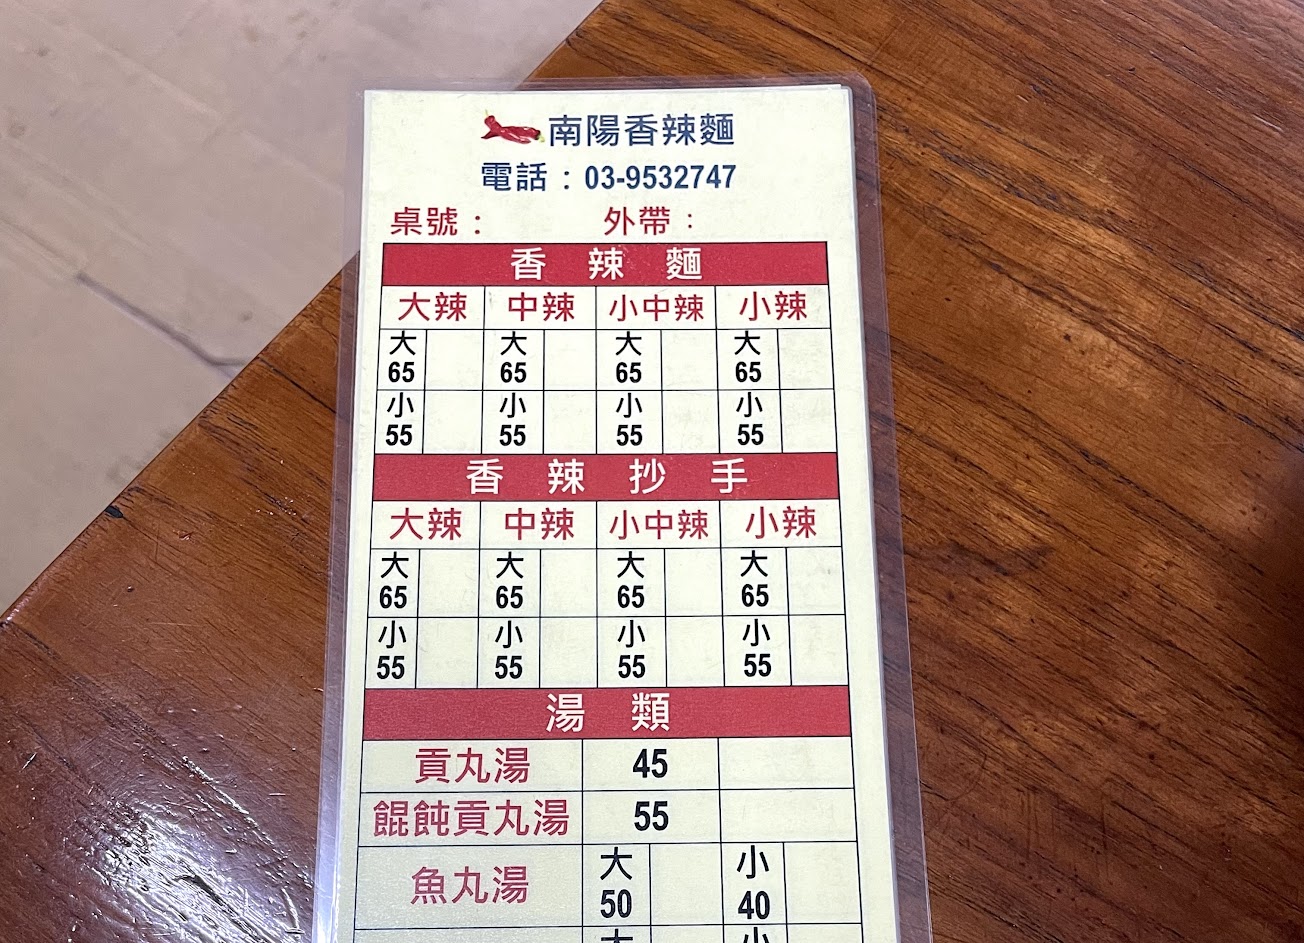 南陽香辣麵
電話：03-9532747
桌號： 外帶：
香辣麵
大辣 中辣 小中辣 小辣
大 大 大 大
65 65 65 65
小 小 小 小
55 55 55 55
香辣抄手
大辣 中辣 小中辣 小辣
大 大 大 大
65 65 65 65
小 小 小 小
55 55 55 55
湯類
貢丸湯 45
餛飩貢丸湯 55
魚丸湯 大 50 小 40
大 小